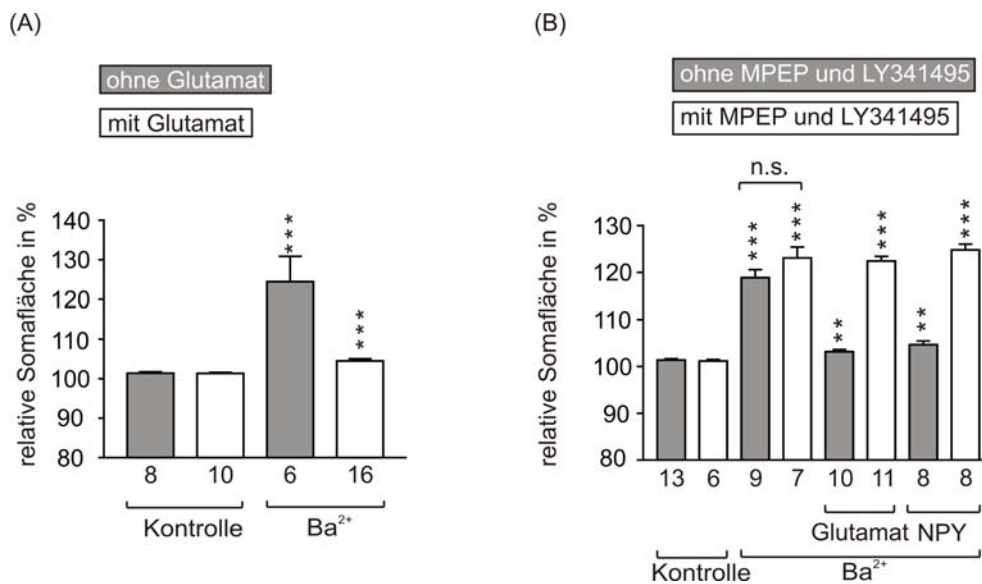 (A)
ohne Glutamat
mit Glutamat
relative Somafläche in %
140
130
120
110
100
90
80
***
***
8 10 6 16
Kontrolle Ba²⁺
(B)
ohne MPEP und LY341495
mit MPEP und LY341495
n.s.
relative Somafläche in %
130
120
110
100
90
80
*** *** ** *** ** ***
13 6 9 7 10 11 8 8
Glutamat NPY
Kontrolle Ba²⁺